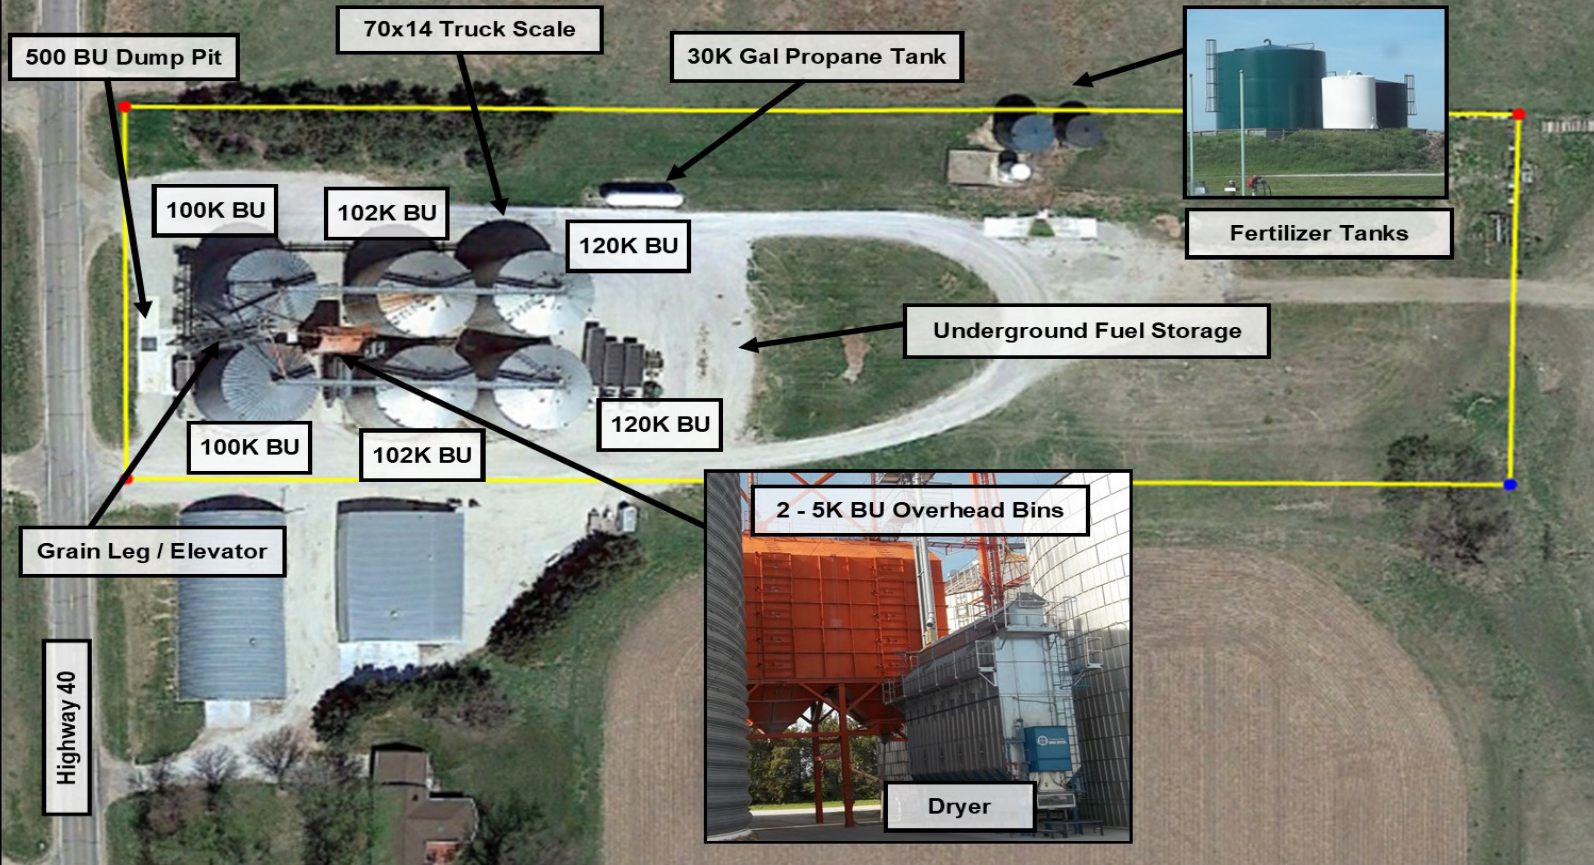 70x14 Truck Scale
500 BU Dump Pit
30K Gal Propane Tank
100K BU
102K BU
120K BU
Fertilizer Tanks
Underground Fuel Storage
120K BU
100K BU
102K BU
2 - 5K BU Overhead Bins
Grain Leg / Elevator
Highway 40
Dryer